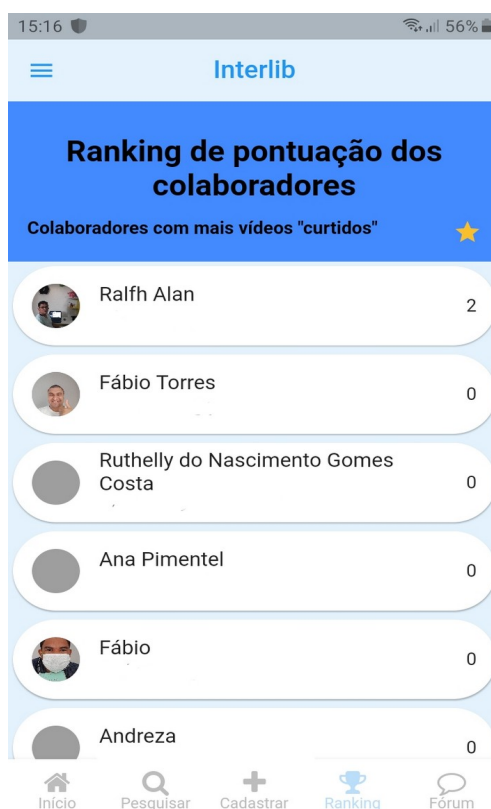 15:16 56%
Interlib
Ranking de pontuação dos
colaboradores
Colaboradores com mais vídeos "curtidos"
Ralfh Alan
2
Fábio Torres
0
Ruthelly do Nascimento Gomes
Costa
0
Ana Pimentel
0
Fábio
0
Andreza
0
Início Pesquisar Cadastrar Ranking Fórum